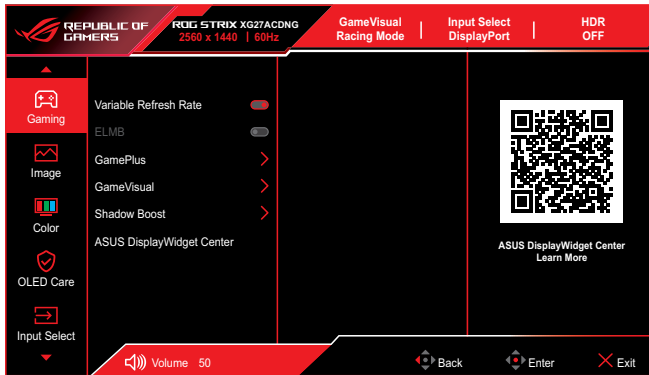 REPUBLIC OF
GAMERS
ROG STRIX XG27ACDNG
2560 x 1440 | 60Hz
GameVisual
Racing Mode
Input Select
DisplayPort
HDR
OFF
Gaming
Image
Color
OLED Care
Input Select
Variable Refresh Rate
ELMB
GamePlus
GameVisual
Shadow Boost
ASUS DisplayWidget Center
ASUS DisplayWidget Center
Learn More
Volume 50
Back
Enter
Exit